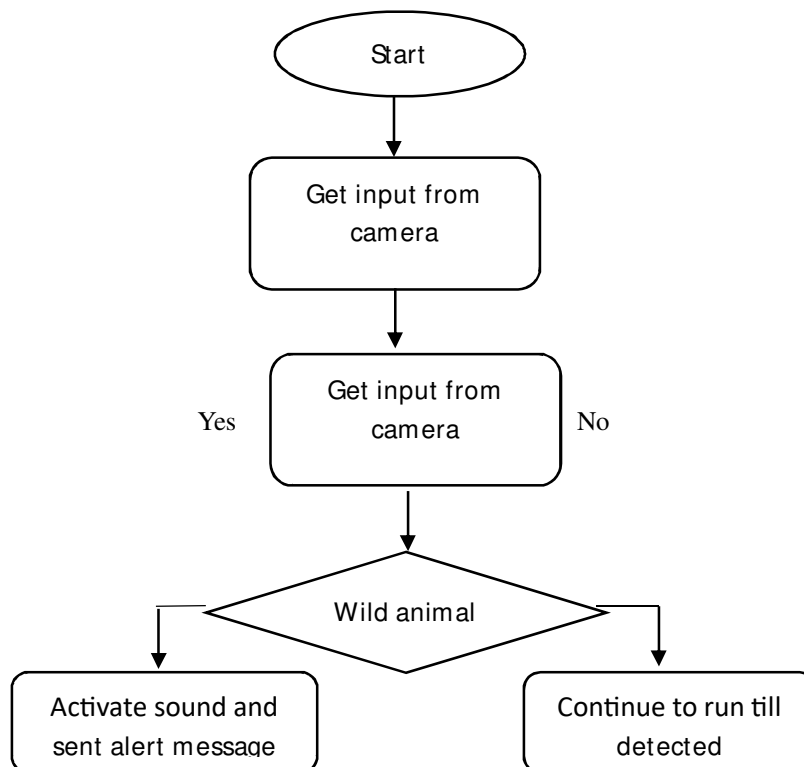 Start
Get input from
camera
Get input from
camera
Yes
No
Wild animal
Activate sound and
sent alert message
Continue to run till
detected